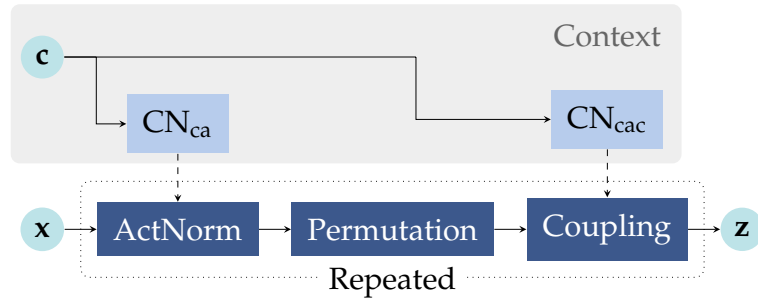 Context
c
CN_ca
CN_cac
x
ActNorm
Permutation
Coupling
z
Repeated